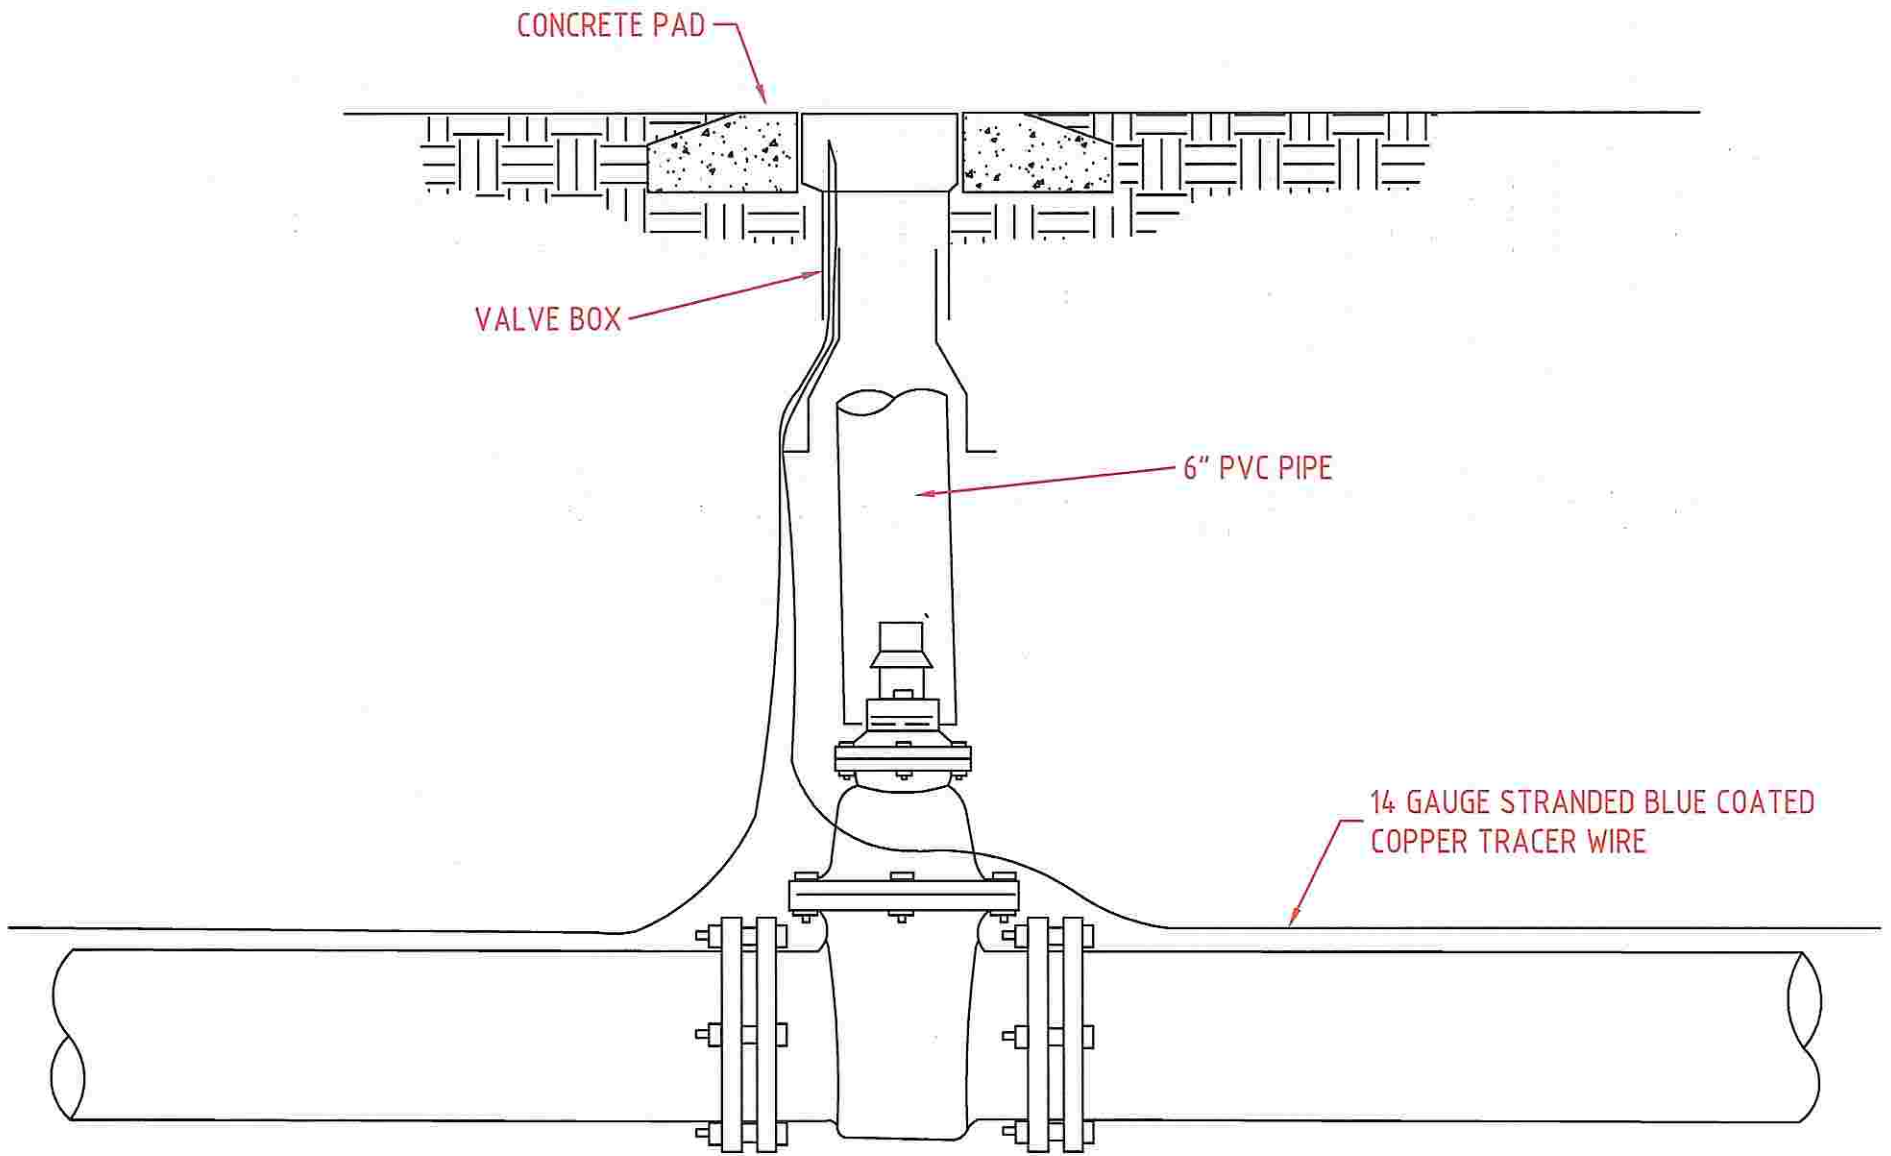 CONCRETE PAD
VALVE BOX
6" PVC PIPE
14 GAUGE STRANDED BLUE COATED
COPPER TRACER WIRE